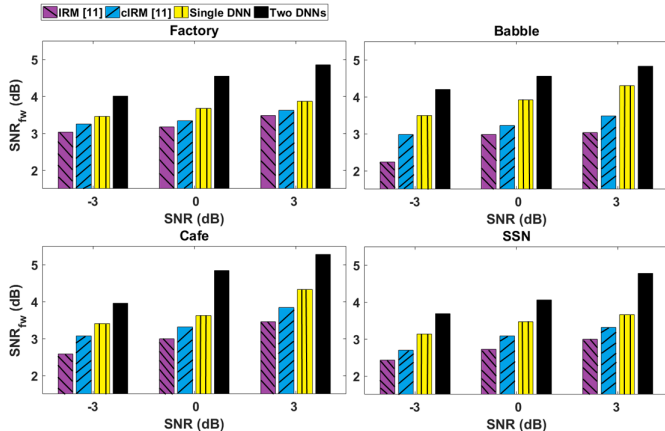 IRM [11] cIRM [11] Single DNN Two DNNs
Factory
Babble
SNRfw (dB)
5
4
3
2
-3 0 3
SNR (dB)
5
4
3
2
-3 0 3
SNR (dB)
Cafe
SSN
SNRfw (dB)
5
4
3
2
-3 0 3
SNR (dB)
5
4
3
2
-3 0 3
SNR (dB)